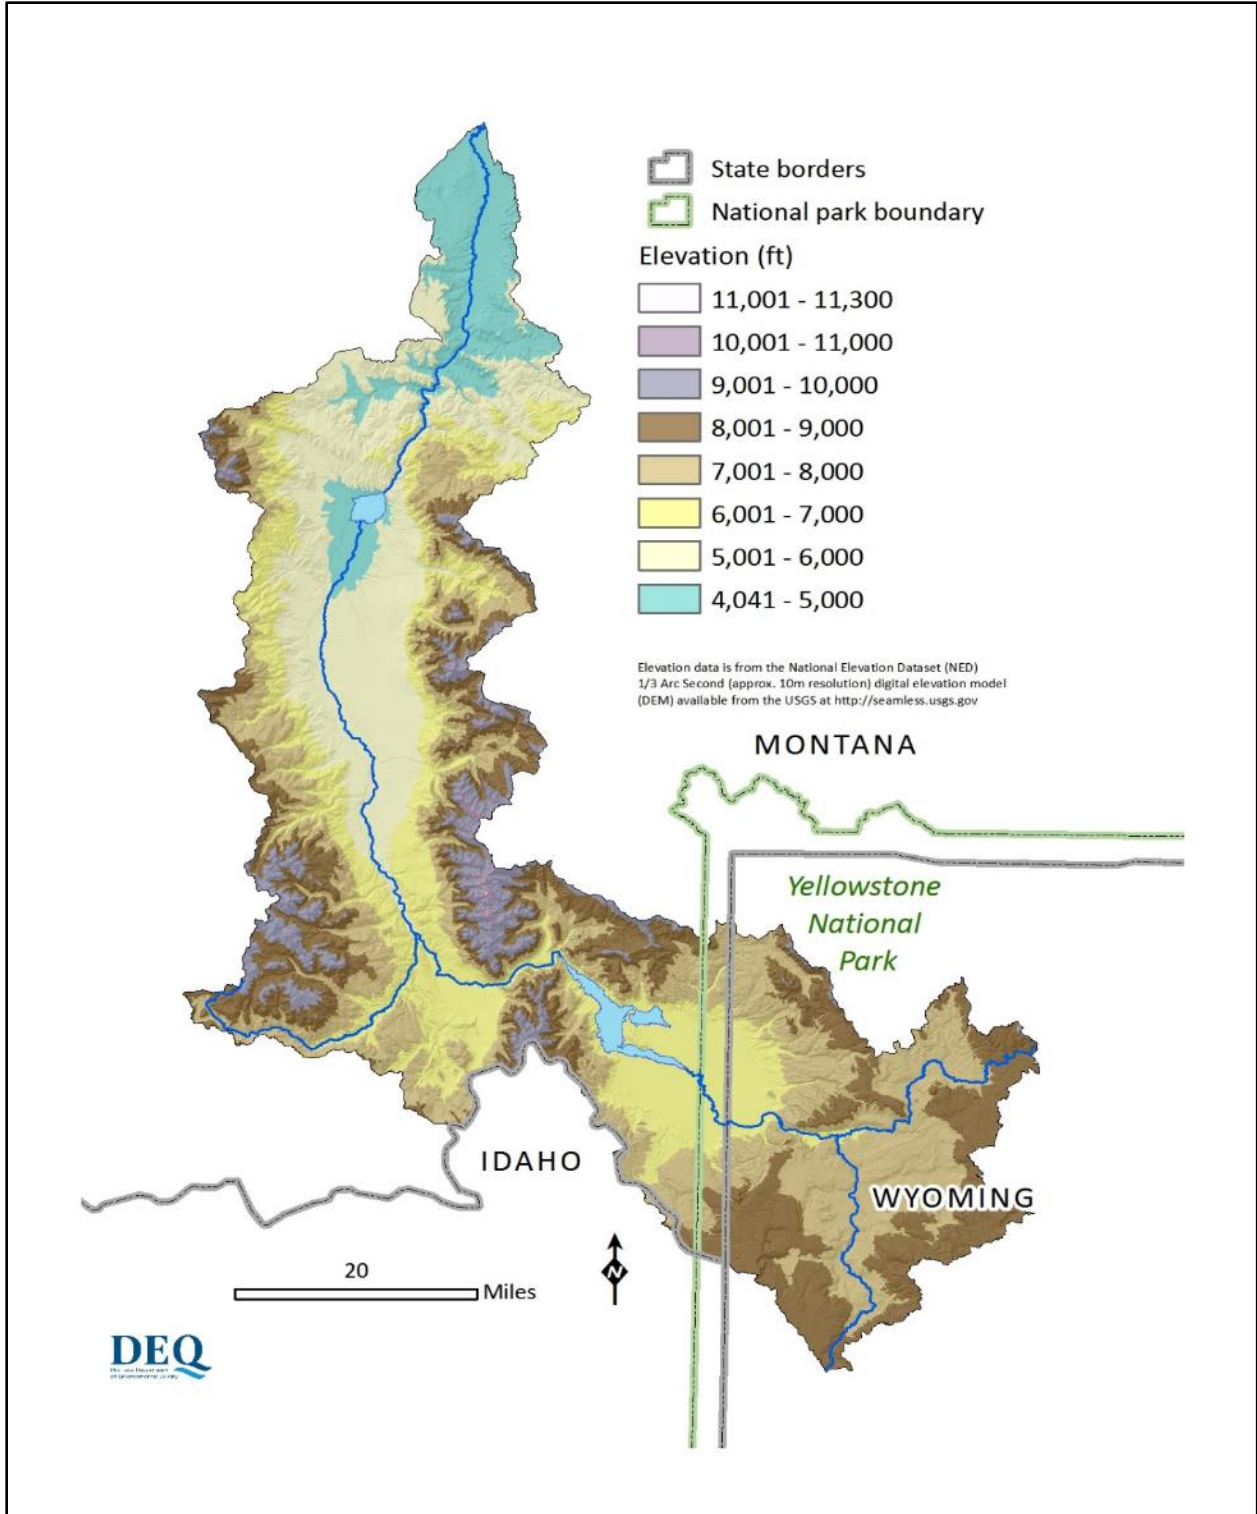 State borders
National park boundary
Elevation (ft)
11,001 - 11,300
10,001 - 11,000
9,001 - 10,000
8,001 - 9,000
7,001 - 8,000
6,001 - 7,000
5,001 - 6,000
4,041 - 5,000
Elevation data is from the National Elevation Dataset (NED)
1/3 Arc Second (approx. 10m resolution) digital elevation model
(DEM) available from the USGS at http://seamless.usgs.gov
MONTANA
Yellowstone
National
Park
IDAHO
WYOMING
20
Miles
N
DEQ